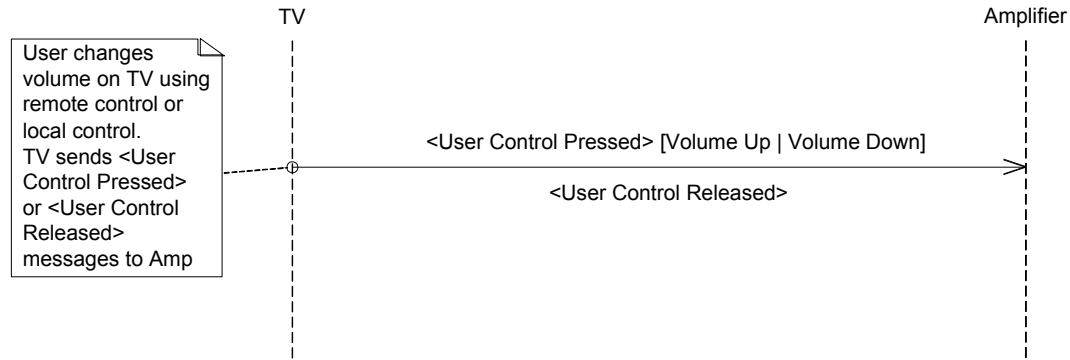 TV
Amplifier
User changes
volume on TV using
remote control or
local control.
TV sends <User
Control Pressed>
or <User Control
Released>
messages to Amp
<User Control Pressed> [Volume Up | Volume Down]
<User Control Released>